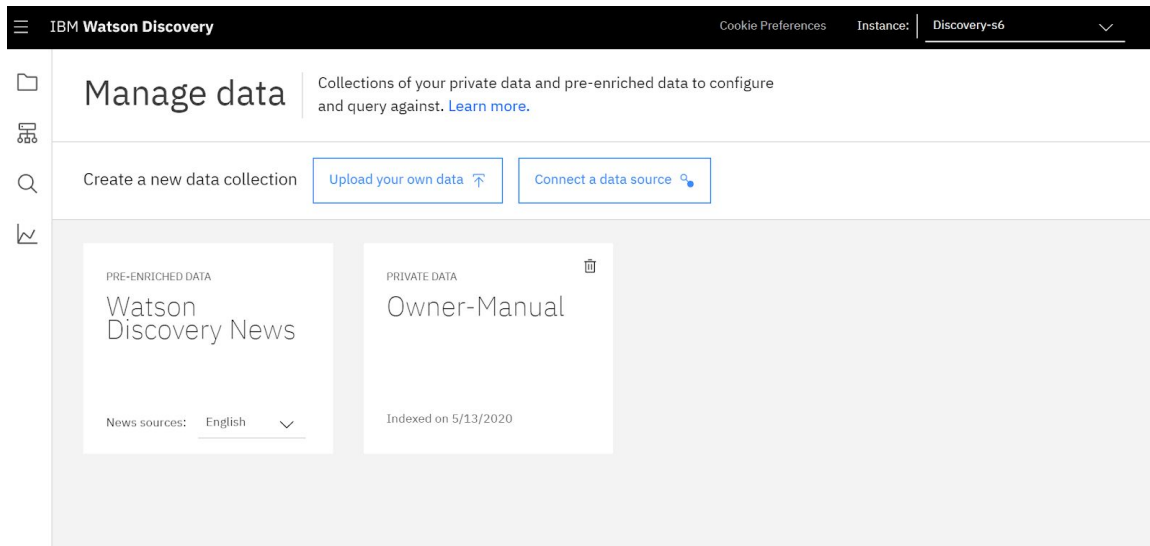 IBM Watson Discovery
Cookie Preferences
Instance:
Discovery-s6
Manage data
Collections of your private data and pre-enriched data to configure
and query against. Learn more.
Create a new data collection
Upload your own data
Connect a data source
PRE-ENRICHED DATA
Watson
Discovery News
News sources:
English
PRIVATE DATA
Owner-Manual
Indexed on 5/13/2020